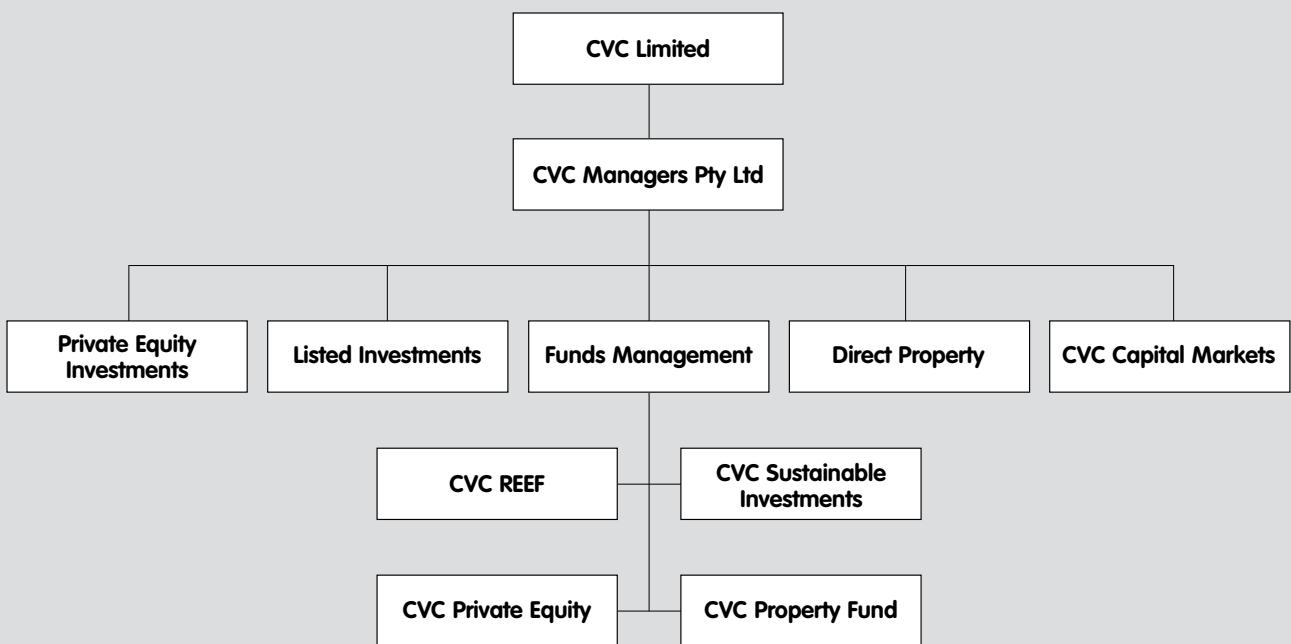 CVC Limited
CVC Managers Pty Ltd
Private Equity
Investments
Listed Investments
Funds Management
Direct Property
CVC Capital Markets
CVC REEF
CVC Sustainable
Investments
CVC Private Equity
CVC Property Fund